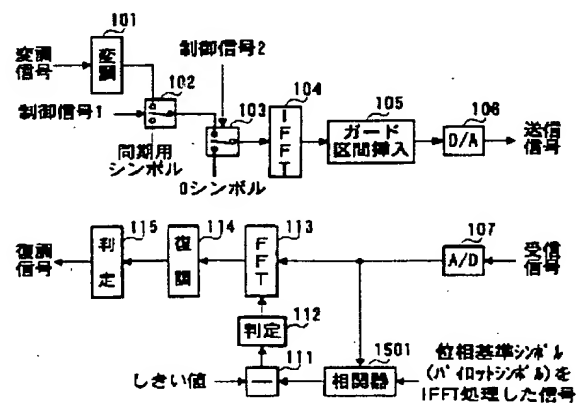 101
変調
信号
変調
制御信号2
制御信号1
102
同期用
シンボル
103
0シンボル
104
IFFT
105
ガード
区間挿入
106
D/A
送信
信号
復調
信号
115
判定
114
復調
113
FFT
107
A/D
受信
信号
112
判定
しきい値
111
1501
相関器
位相基準シンボル
(パイロットシンボル)を
IFFT処理した信号